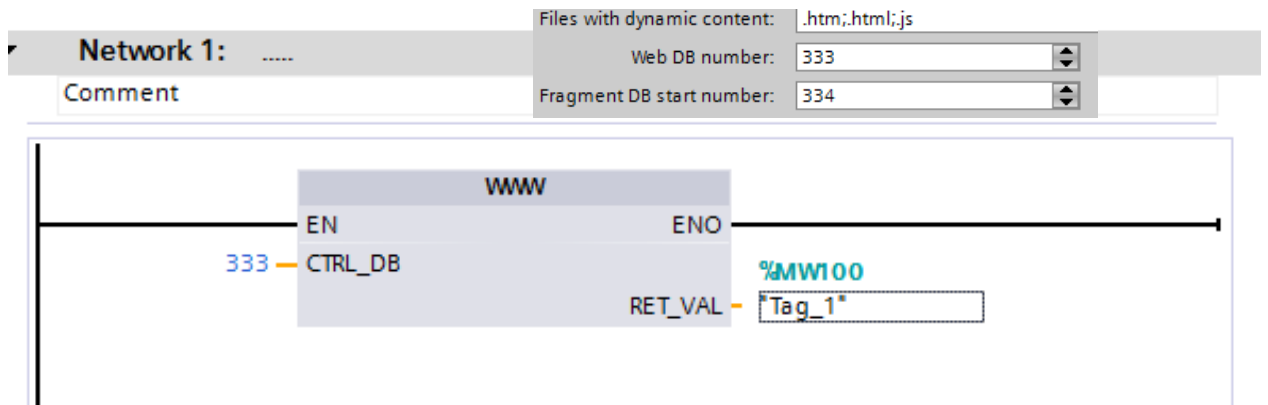 Files with dynamic content: .htm;.html;.js
Network 1: .....
Web DB number: 333
Comment
Fragment DB start number: 334
WWW
EN ENO
333 CTRL_DB
%MW100
RET_VAL "Tag_1"